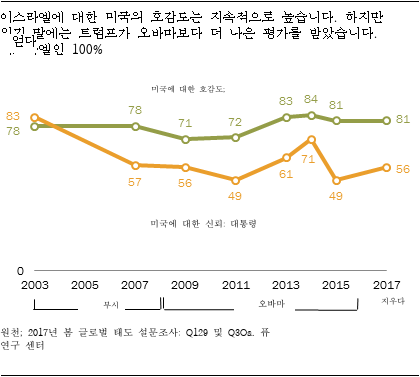 이스라엘에 대한 미국의 호감도는 지속적으로 높습니다. 하지만
말에는 트럼프가 오바마보다 더 나은 평가를 받았습니다.
얻다
엘인 100%
미국에 대한 호감도;
83 78 78 71 72 83 84 81 81
57 56 49 61 71 49 56
미국에 대한 신뢰: 대통령
0
2003 2005 2007 2009 2011 2013 2015 2017
부시 오바마 지우다
원천; 2017년 봄 글로벌 태도 설문조사: Q129 및 Q30a. 퓨
연구 센터